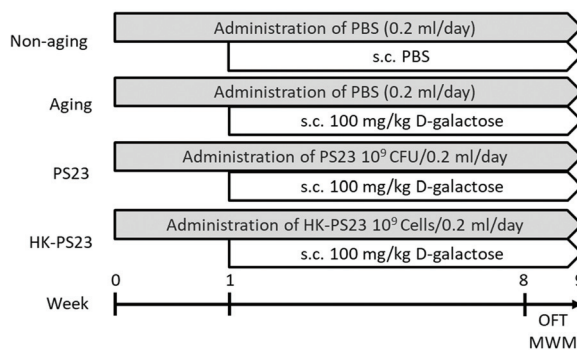 Non-aging
Administration of PBS (0.2 ml/day)
s.c. PBS
Aging
Administration of PBS (0.2 ml/day)
s.c. 100 mg/kg D-galactose
PS23
Administration of PS23 10⁹ CFU/0.2 ml/day
s.c. 100 mg/kg D-galactose
HK-PS23
Administration of HK-PS23 10⁹ Cells/0.2 ml/day
s.c. 100 mg/kg D-galactose
0 1 8 9
Week
OFT
MWM